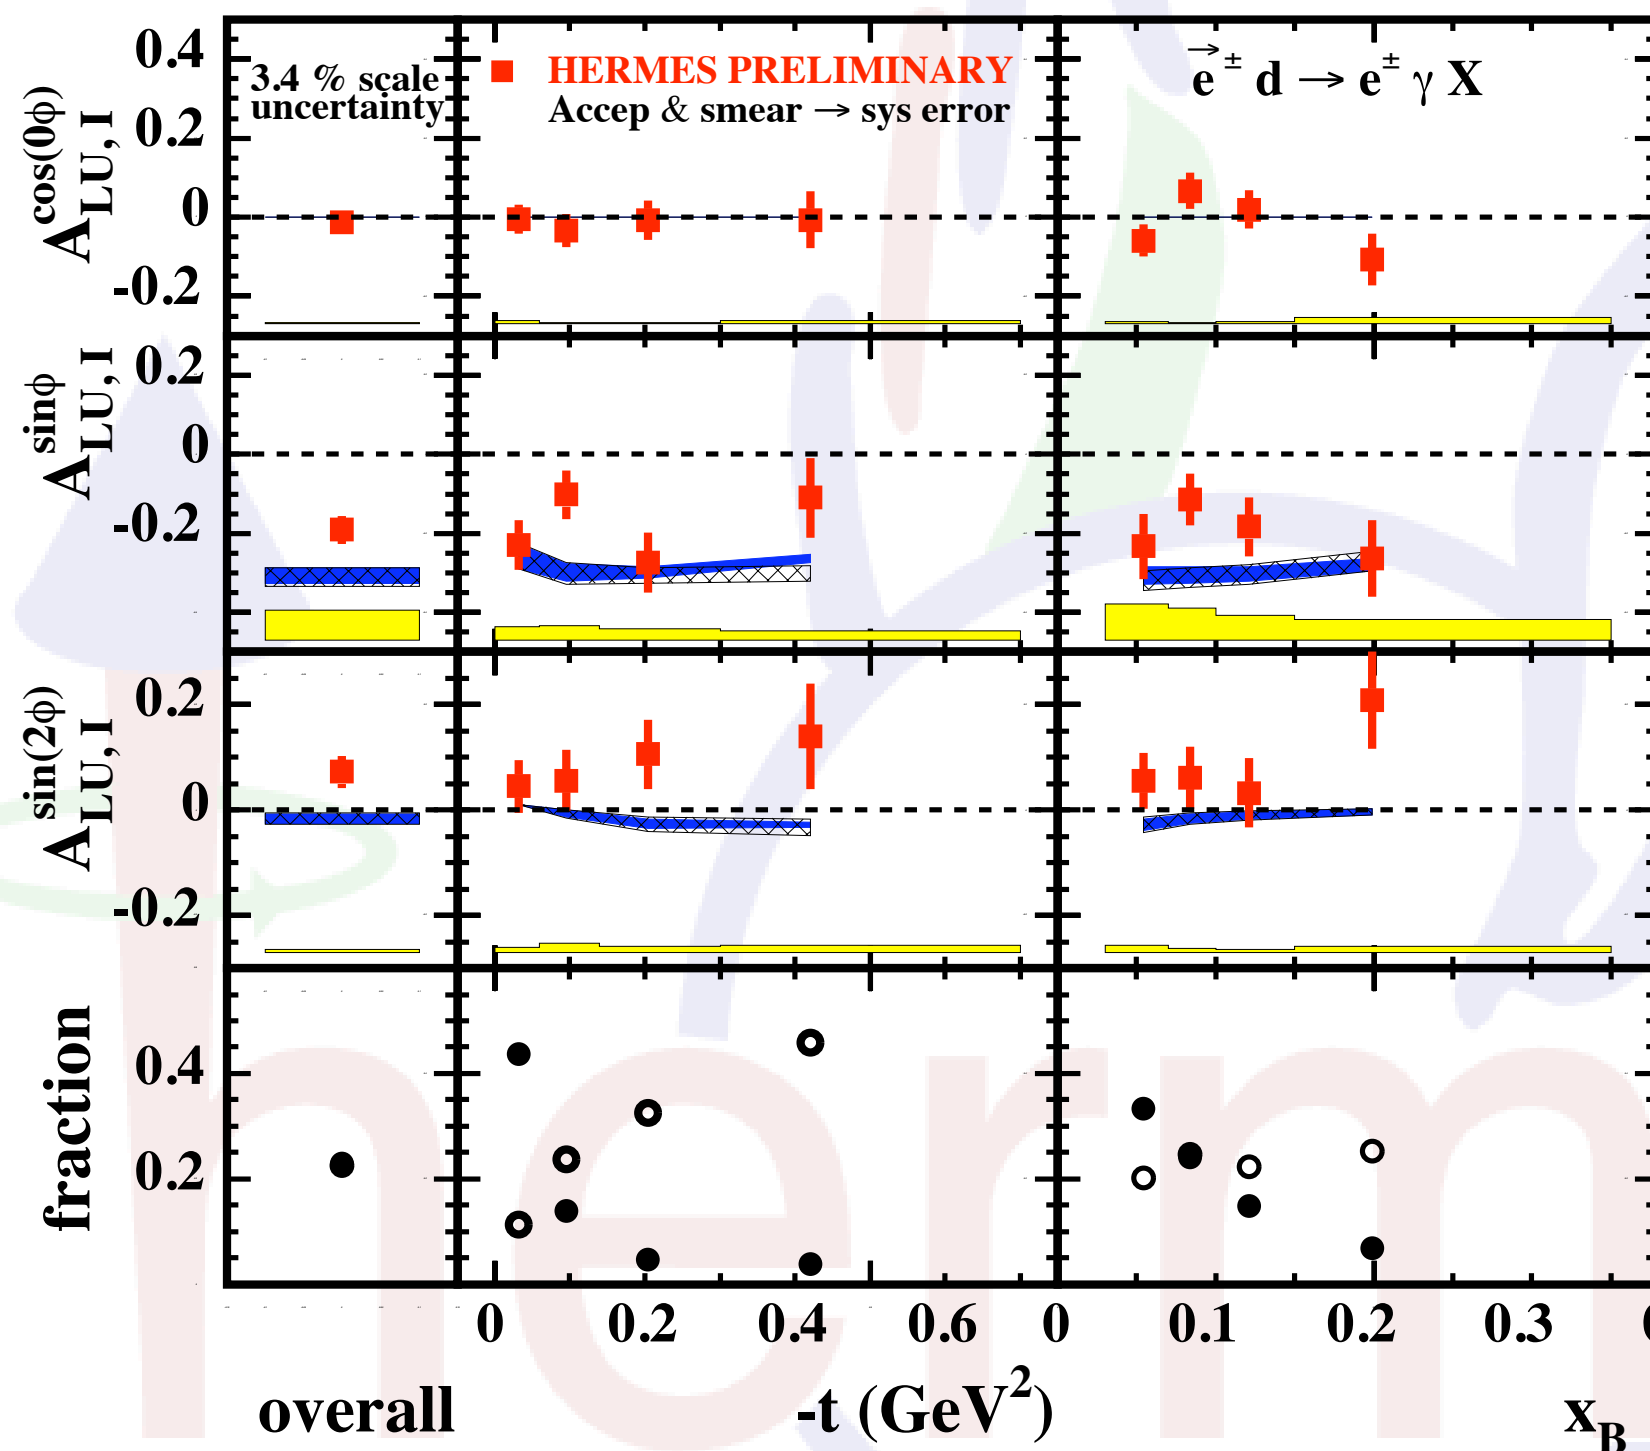 0.4
0.2
0
-0.2
A LU,I cos(0ϕ)
3.4 % scale
uncertainty
HERMES PRELIMINARY
Accep & smear → sys error
e± d → e± γ X
0.2
0
-0.2
A LU,I sinϕ
0.2
0
-0.2
A LU,I sin(2ϕ)
0.4
0.2
fraction
0 0.2 0.4 0.6 0 0.1 0.2 0.3
overall -t (GeV²) x_B
herm